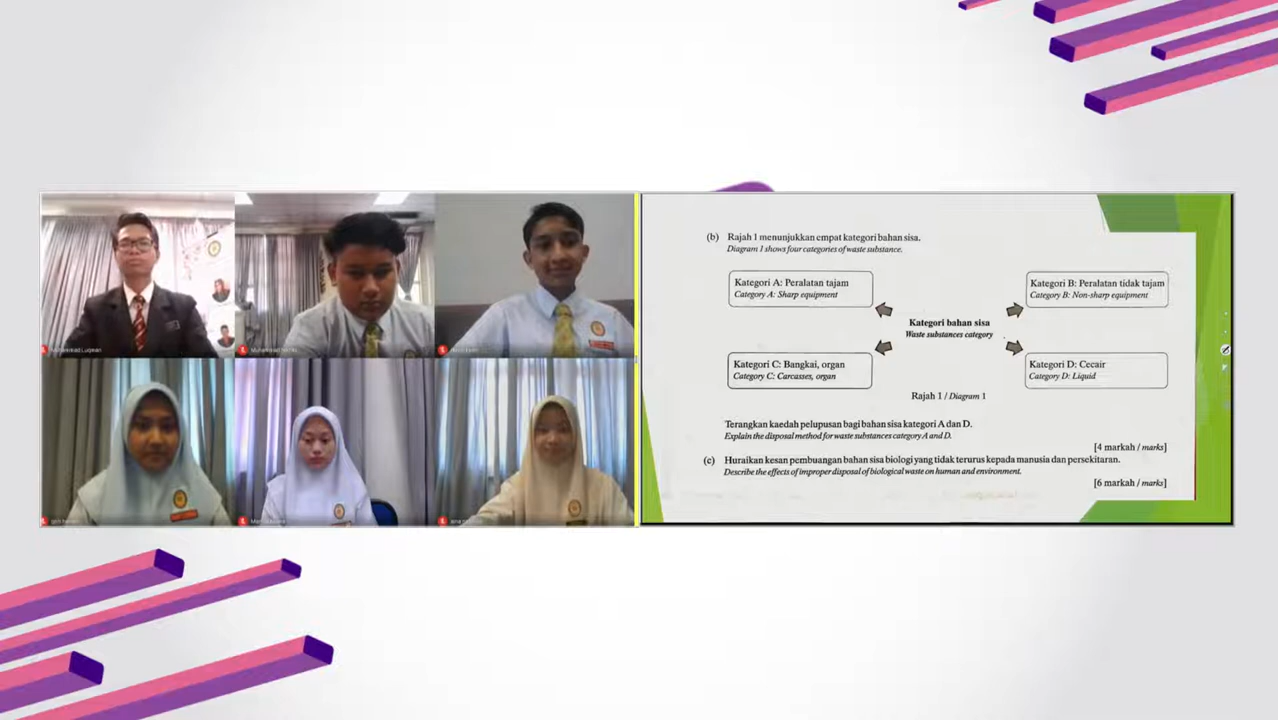 (b) Rajah 1 menunjukkan empat kategori bahan sisa.
Diagram 1 shows four categories of waste substance.
Kategori A: Peralatan tajam
Category A: Sharp equipment
Kategori B: Peralatan tidak tajam
Category B: Non-sharp equipment
Kategori bahan sisa
Waste substances category
Kategori C: Bangkai, organ
Category C: Carcasses, organ
Kategori D: Cecair
Category D: Liquid
Rajah 1 / Diagram 1
Terangkan kaedah pelupusan bagi bahan sisa kategori A dan D.
Explain the disposal method for waste substances category A and D.
[4 markah / marks]
(c) Huraikan kesan pembuangan bahan sisa biologi yang tidak terurus kepada manusia dan persekitaran.
Describe the effects of improper disposal of biological waste on human and environment.
[6 markah / marks]